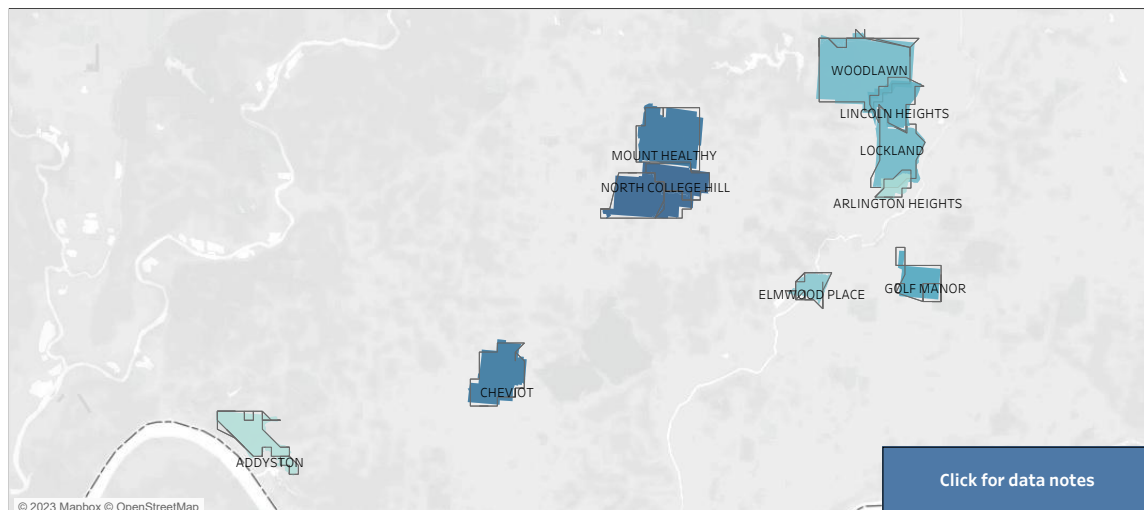 WOODLAWN
LINCOLN HEIGHTS
LOCKLAND
MOUNT HEALTHY
NORTH COLLEGE HILL
ARLINGTON HEIGHTS
ELMWOOD PLACE
GOLF MANOR
CHEVIOT
ADDYSTON
Click for data notes
© 2023 Mapbox © OpenStreetMap